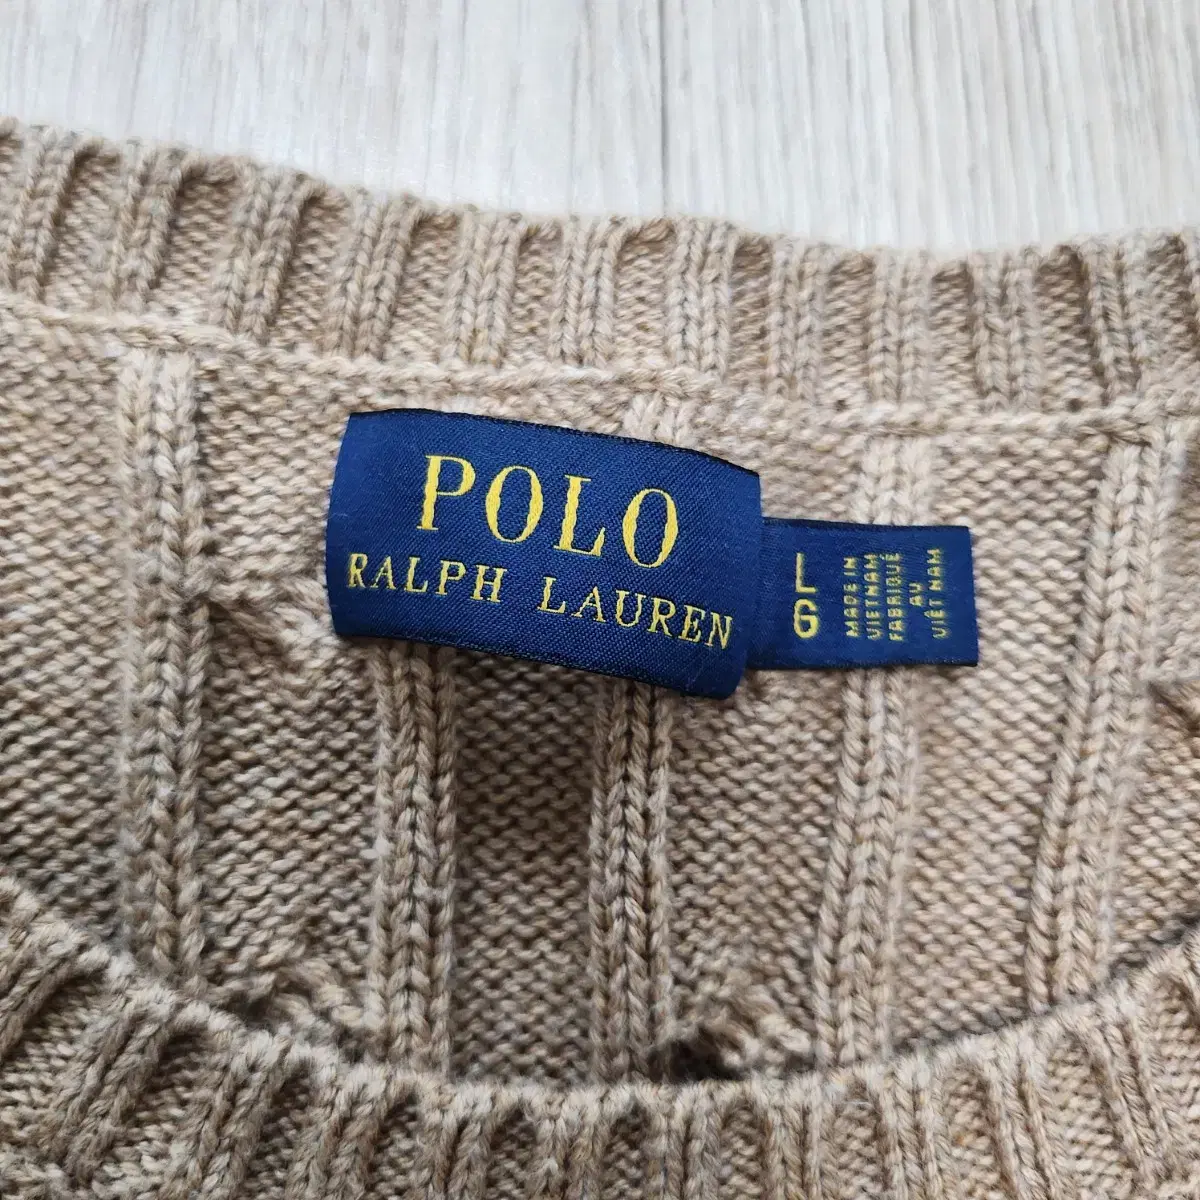 POLO
RALPH LAUREN
L
G
MADE IN
VIETNAM
FABRIQUÉ
AU
VIÊT NAM